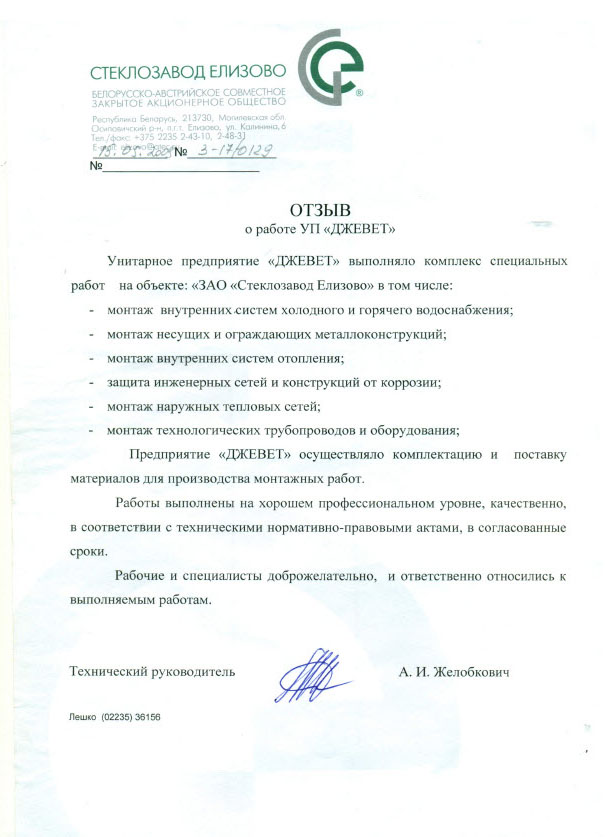 СТЕКЛОЗАВОД ЕЛИЗОВО
БЕЛОРУССКО-АВСТРИЙСКОЕ СОВМЕСТНОЕ
ЗАКРЫТОЕ АКЦИОНЕРНОЕ ОБЩЕСТВО
Республика Беларусь, 213730, Могилевская обл.
Осиповичский р-н, п.г.т. Елизово, ул. Калинина, 6
Тел./факс: +375 2235 2-43-10, 2-48-31
E-mail:
№ 3-17/0129
№
®
ОТЗЫВ
о работе УП «ДЖЕВЕТ»
Унитарное предприятие «ДЖЕВЕТ» выполняло комплекс специальных
работ на объекте: «ЗАО «Стеклозавод Елизово» в том числе:
- монтаж внутренних систем холодного и горячего водоснабжения;
- монтаж несущих и ограждающих металлоконструкций;
- монтаж внутренних систем отопления;
- защита инженерных сетей и конструкций от коррозии;
- монтаж наружных тепловых сетей;
- монтаж технологических трубопроводов и оборудования;
Предприятие «ДЖЕВЕТ» осуществляло комплектацию и поставку
материалов для производства монтажных работ.
Работы выполнены на хорошем профессиональном уровне, качественно,
в соответствии с техническими нормативно-правовыми актами, в согласованные
сроки.
Рабочие и специалисты доброжелательно, и ответственно относились к
выполняемым работам.
Технический руководитель А. И. Желобкович
Лешко (02235) 36156